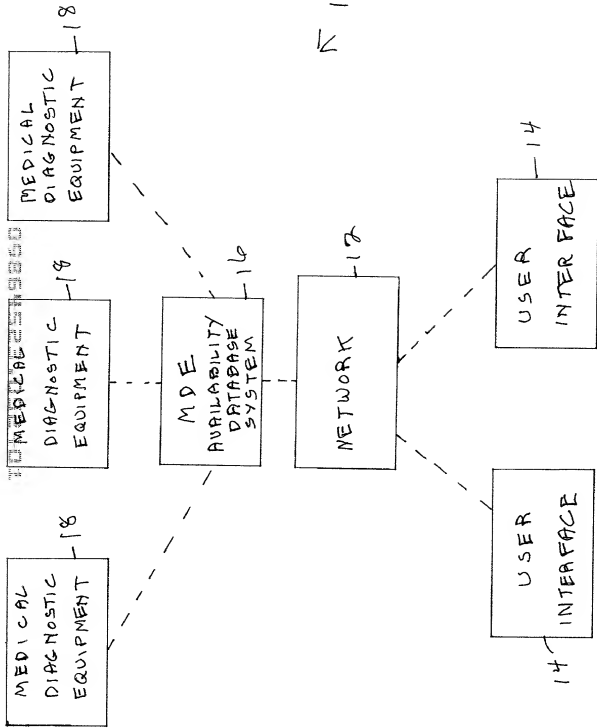 MEDICAL
DIAGNOSTIC
EQUIPMENT
18
MEDICAL
DIAGNOSTIC
EQUIPMENT
18
MEDICAL
DIAGNOSTIC
EQUIPMENT
18
MDE
AVAILABILITY
DATABASE
SYSTEM
16
NETWORK
12
USER
INTERFACE
14
USER
INTERFACE
14